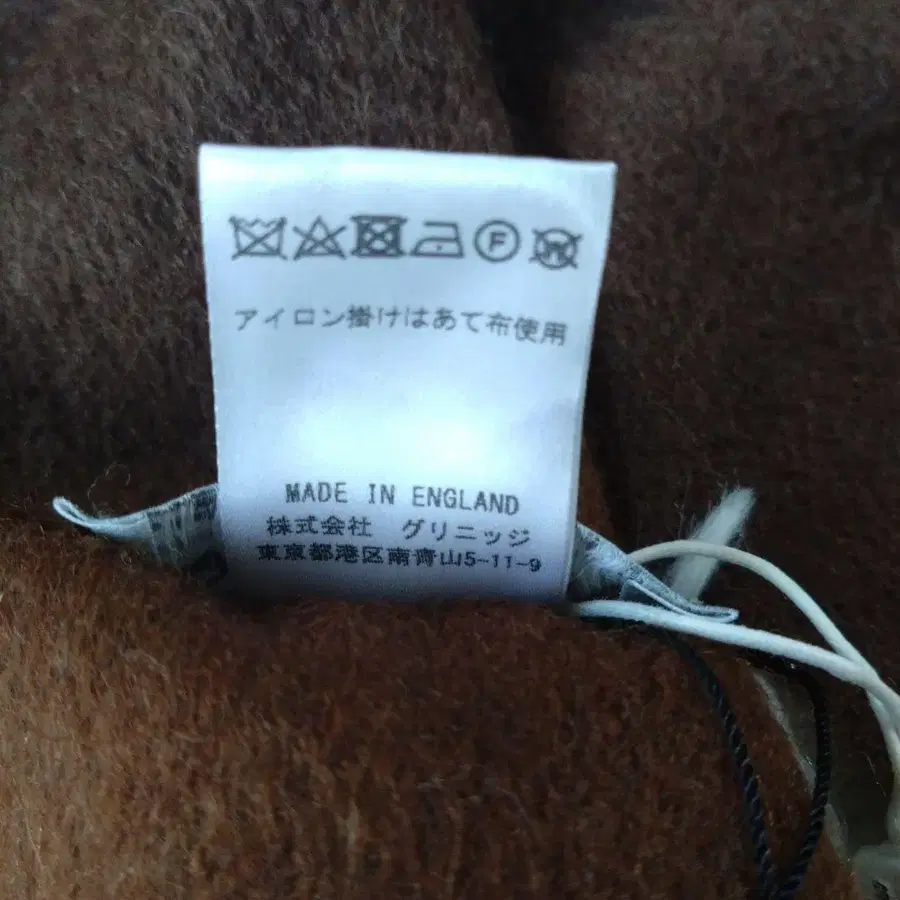 F W
アイロン掛けはあて布使用
MADE IN ENGLAND
株式会社 グリニッジ
東京都港区南青山5-11-9